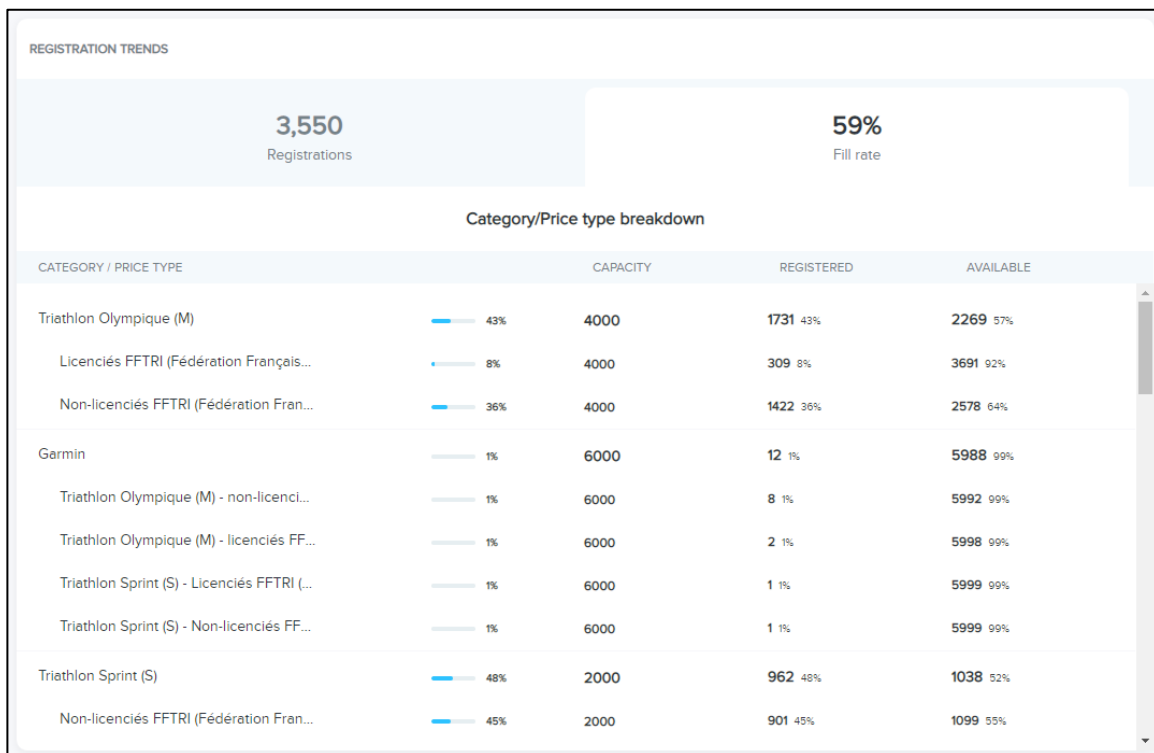 REGISTRATION TRENDS
3,550 59%
Registrations Fill rate
Category/Price type breakdown
CATEGORY / PRICE TYPE CAPACITY REGISTERED AVAILABLE
Triathlon Olympique (M) 43% 4000 1731 43% 2269 57%
Licenciés FFTRI (Fédération Français... 8% 4000 309 8% 3691 92%
Non-licenciés FFTRI (Fédération Fran... 36% 4000 1422 36% 2578 64%
Garmin 1% 6000 12 1% 5988 99%
Triathlon Olympique (M) - non-licenci... 1% 6000 8 1% 5992 99%
Triathlon Olympique (M) - licenciés FF... 1% 6000 2 1% 5998 99%
Triathlon Sprint (S) - Licenciés FFTRI (... 1% 6000 1 1% 5999 99%
Triathlon Sprint (S) - Non-licenciés FF... 1% 6000 1 1% 5999 99%
Triathlon Sprint (S) 48% 2000 962 48% 1038 52%
Non-licenciés FFTRI (Fédération Fran... 45% 2000 901 45% 1099 55%